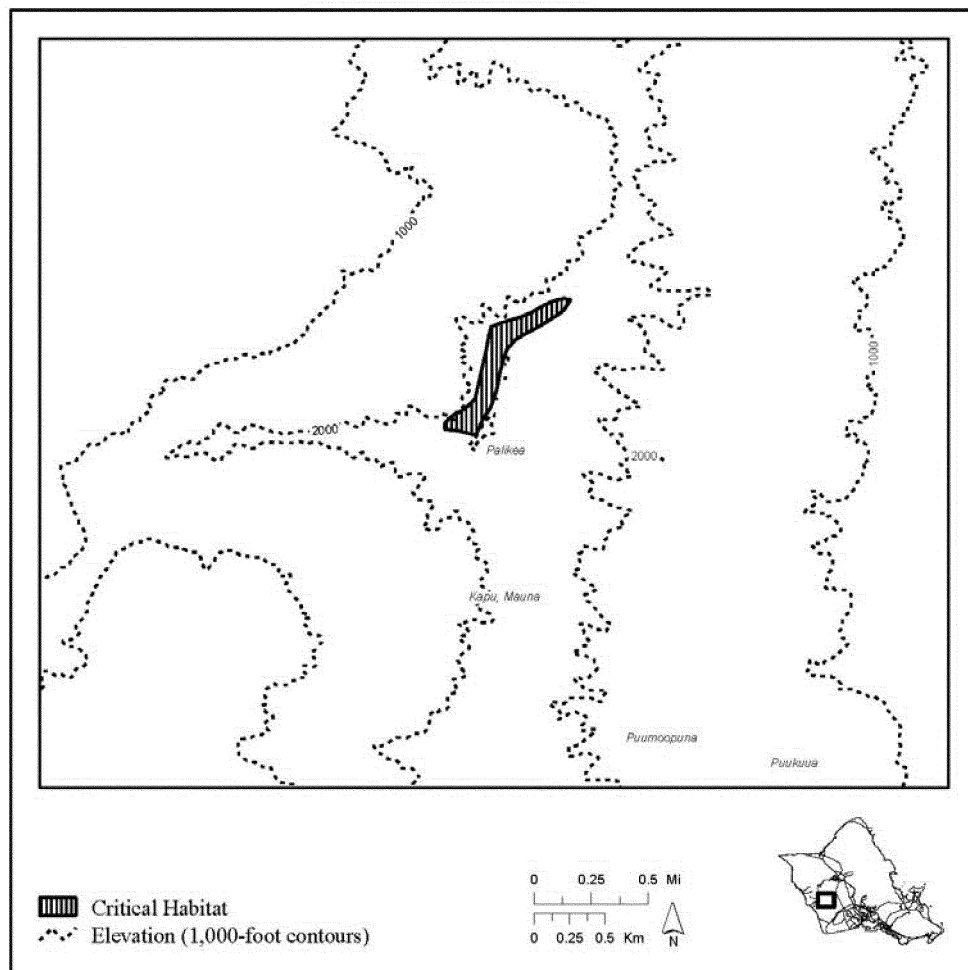 1000
1000
2000
Palikea
2000
Kapu, Mauna
Puumoopuna
Puukuua
0 0.25 0.5 Mi
0 0.25 0.5 Km
N
Critical Habitat
Elevation (1,000-foot contours)